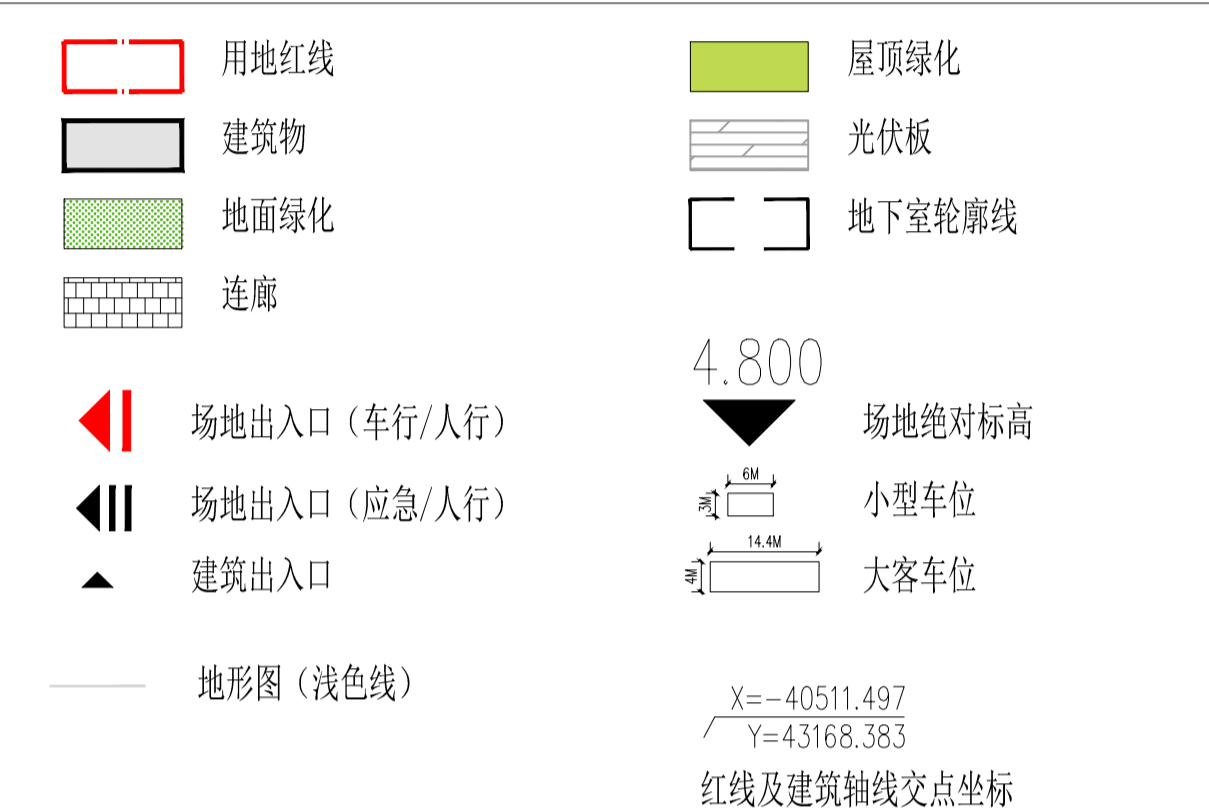 用地红线
屋顶绿化
建筑物
光伏板
地面绿化
地下室轮廓线
连廊
4.800
场地出入口（车行/人行）
场地绝对标高
6M
3M
场地出入口（应急/人行）
小型车位
14.4M
4M
建筑出入口
大客车位
地形图（浅色线）
X=-40511.497
Y=43168.383
红线及建筑轴线交点坐标